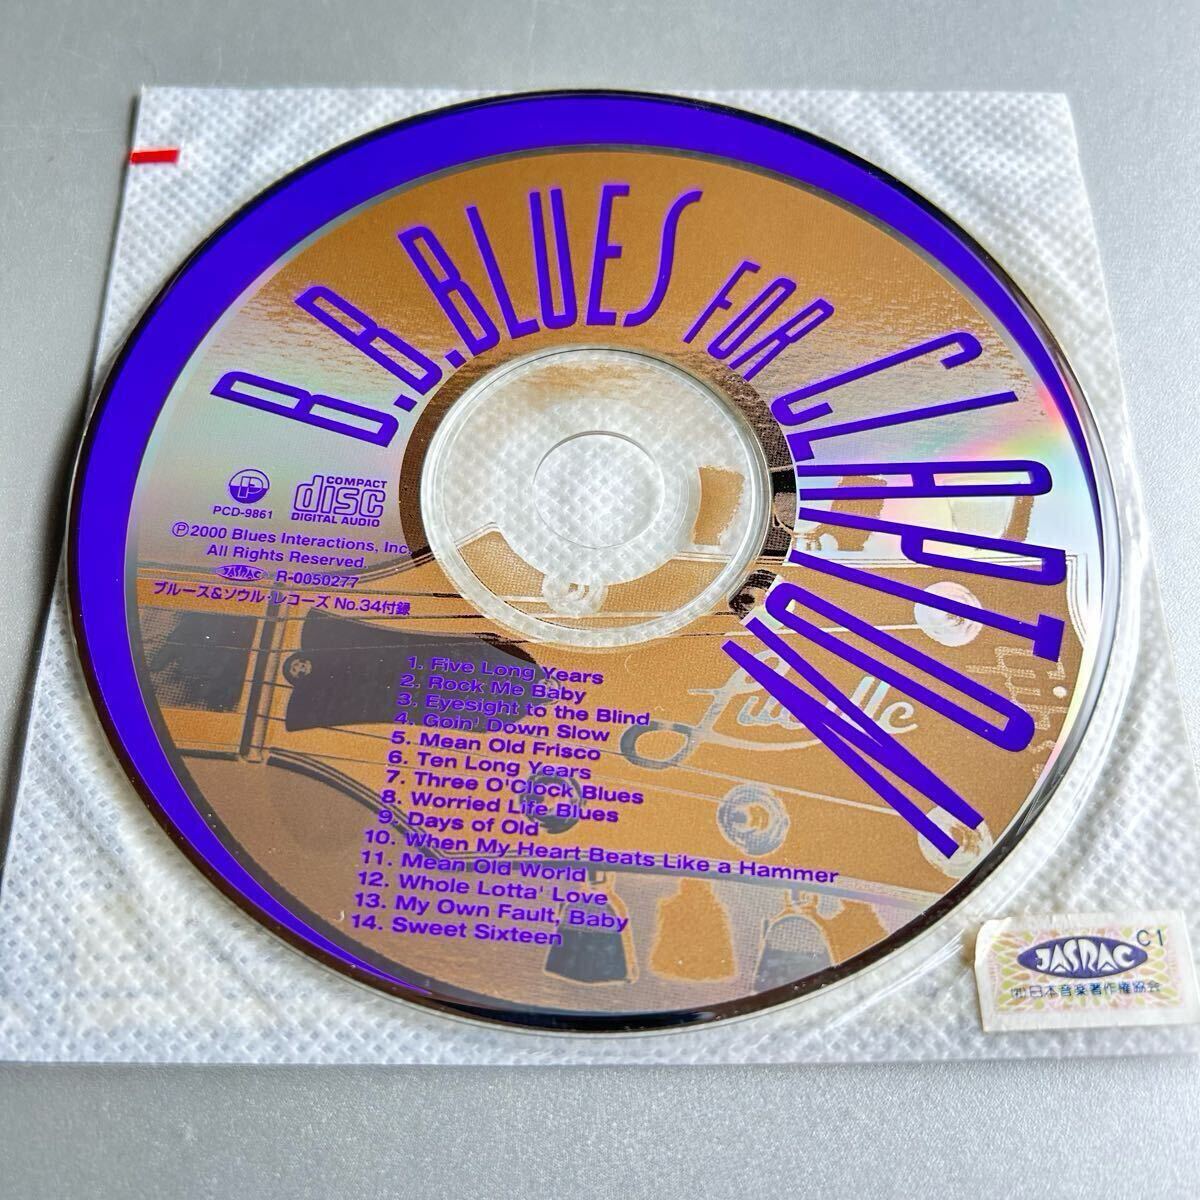 B.B.BLUES FOR CLAPTON
P
COMPACT
disc
DIGITAL AUDIO
PCD-9861
Ⓟ2000 Blues Interactions, Inc.
All Rights Reserved.
JASRAC R-0050277
ブルース&ソウル・レコーズ No.34付録
Lucille
1. Five Long Years
2. Rock Me Baby
3. Eyesight to the Blind
4. Goin' Down Slow
5. Mean Old Frisco
6. Ten Long Years
7. Three O'Clock Blues
8. Worried Life Blues
9. Days of Old
10. When My Heart Beats Like a Hammer
11. Mean Old World
12. Whole Lotta' Love
13. My Own Fault, Baby
14. Sweet Sixteen
JASRAC
C1
(社)日本音楽著作権協会